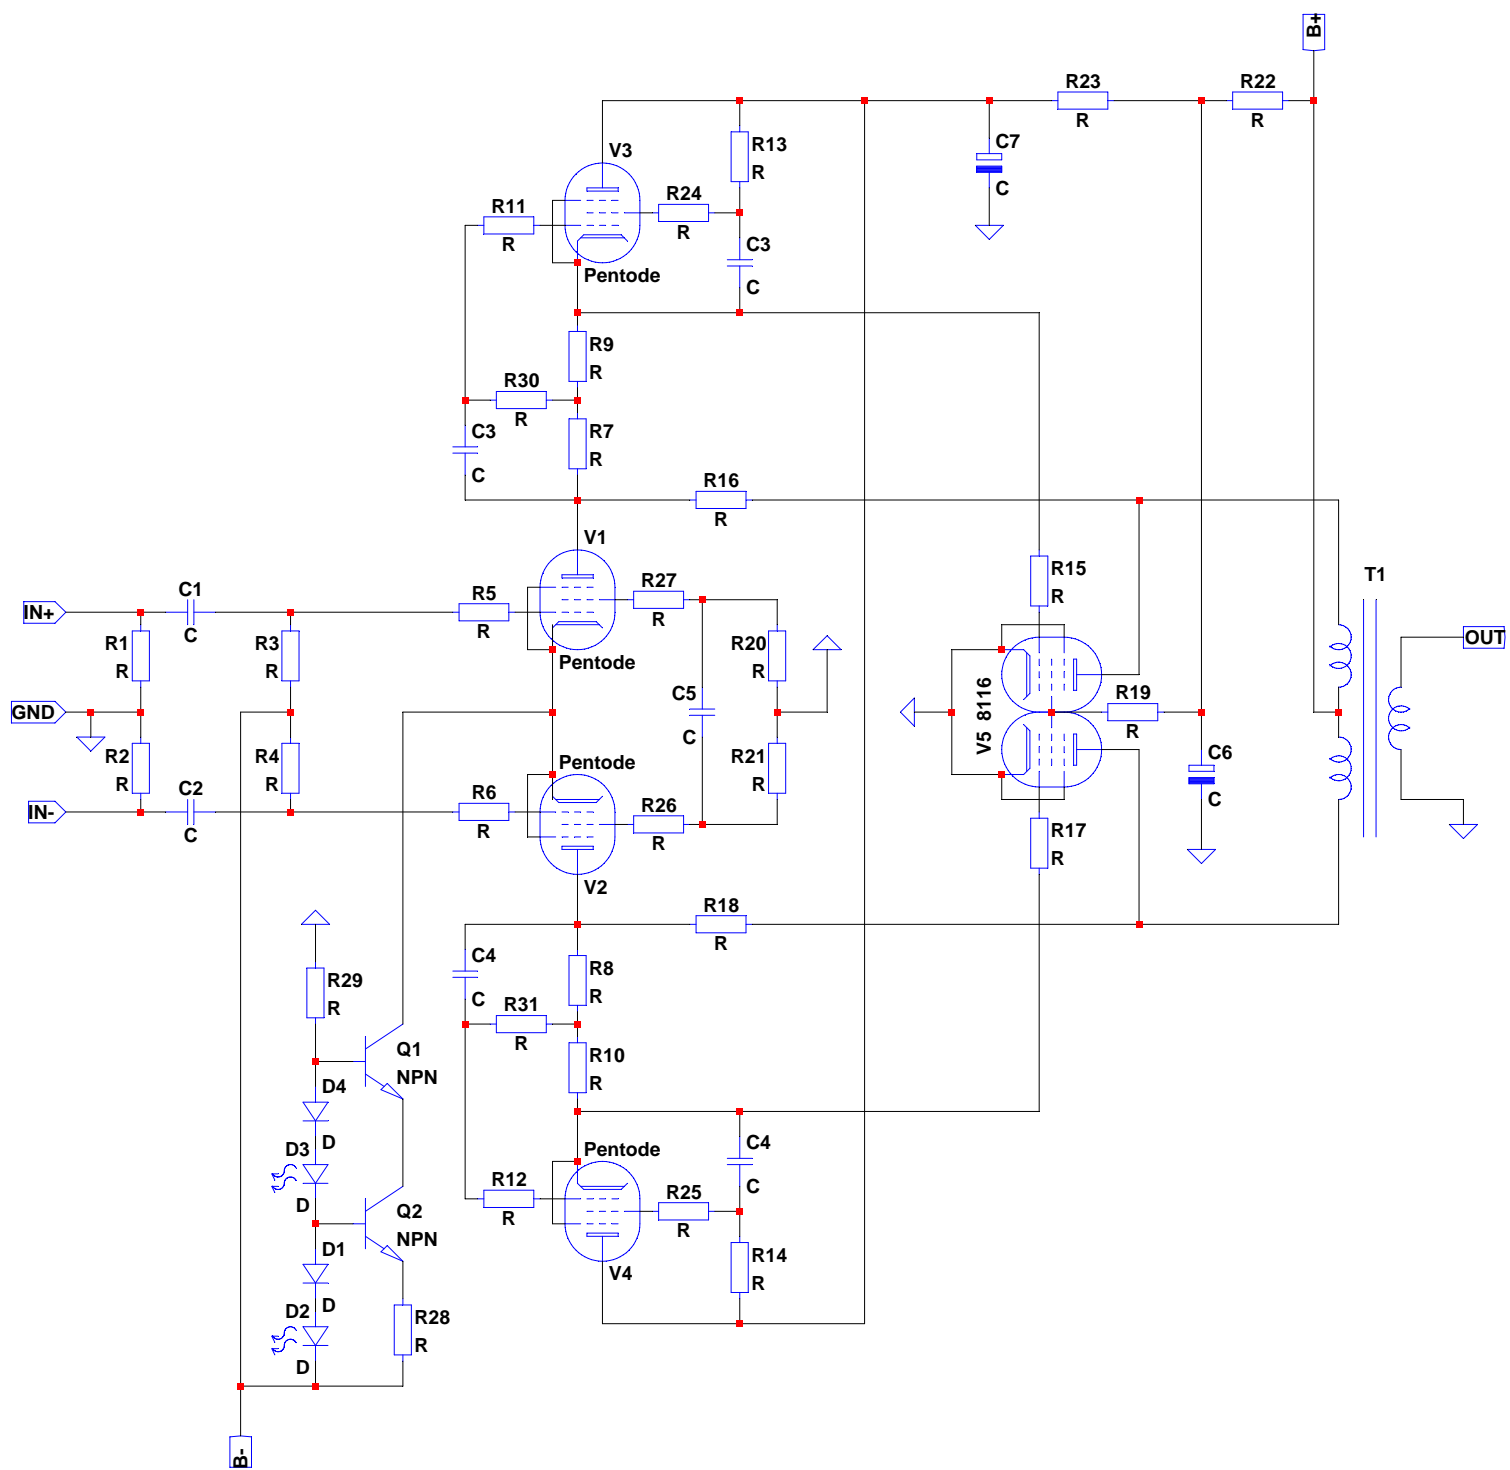 B+
R23
R
R22
R
V3
R13
R
C7
C
R24
R
R11
R
C3
C
Pentode
R9
R
R30
R
R7
R
C3
C
R16
R
V1
R15
R
T1
R27
R
C1
C
IN+
R5
R
R1
R
R3
R
Pentode
R20
R
OUT
GND
C5
C
V5 8116
R19
R
R2
R
R4
R
Pentode
R21
R
C6
C
C2
C
IN-
R6
R
R26
R
R17
R
V2
R18
R
C4
C
R8
R
R29
R
R31
R
Q1
NPN
R10
R
D4
D
Pentode
C4
C
D3
D
R12
R
R25
R
Q2
NPN
D1
D
R14
R
V4
D2
D
R28
R
B-